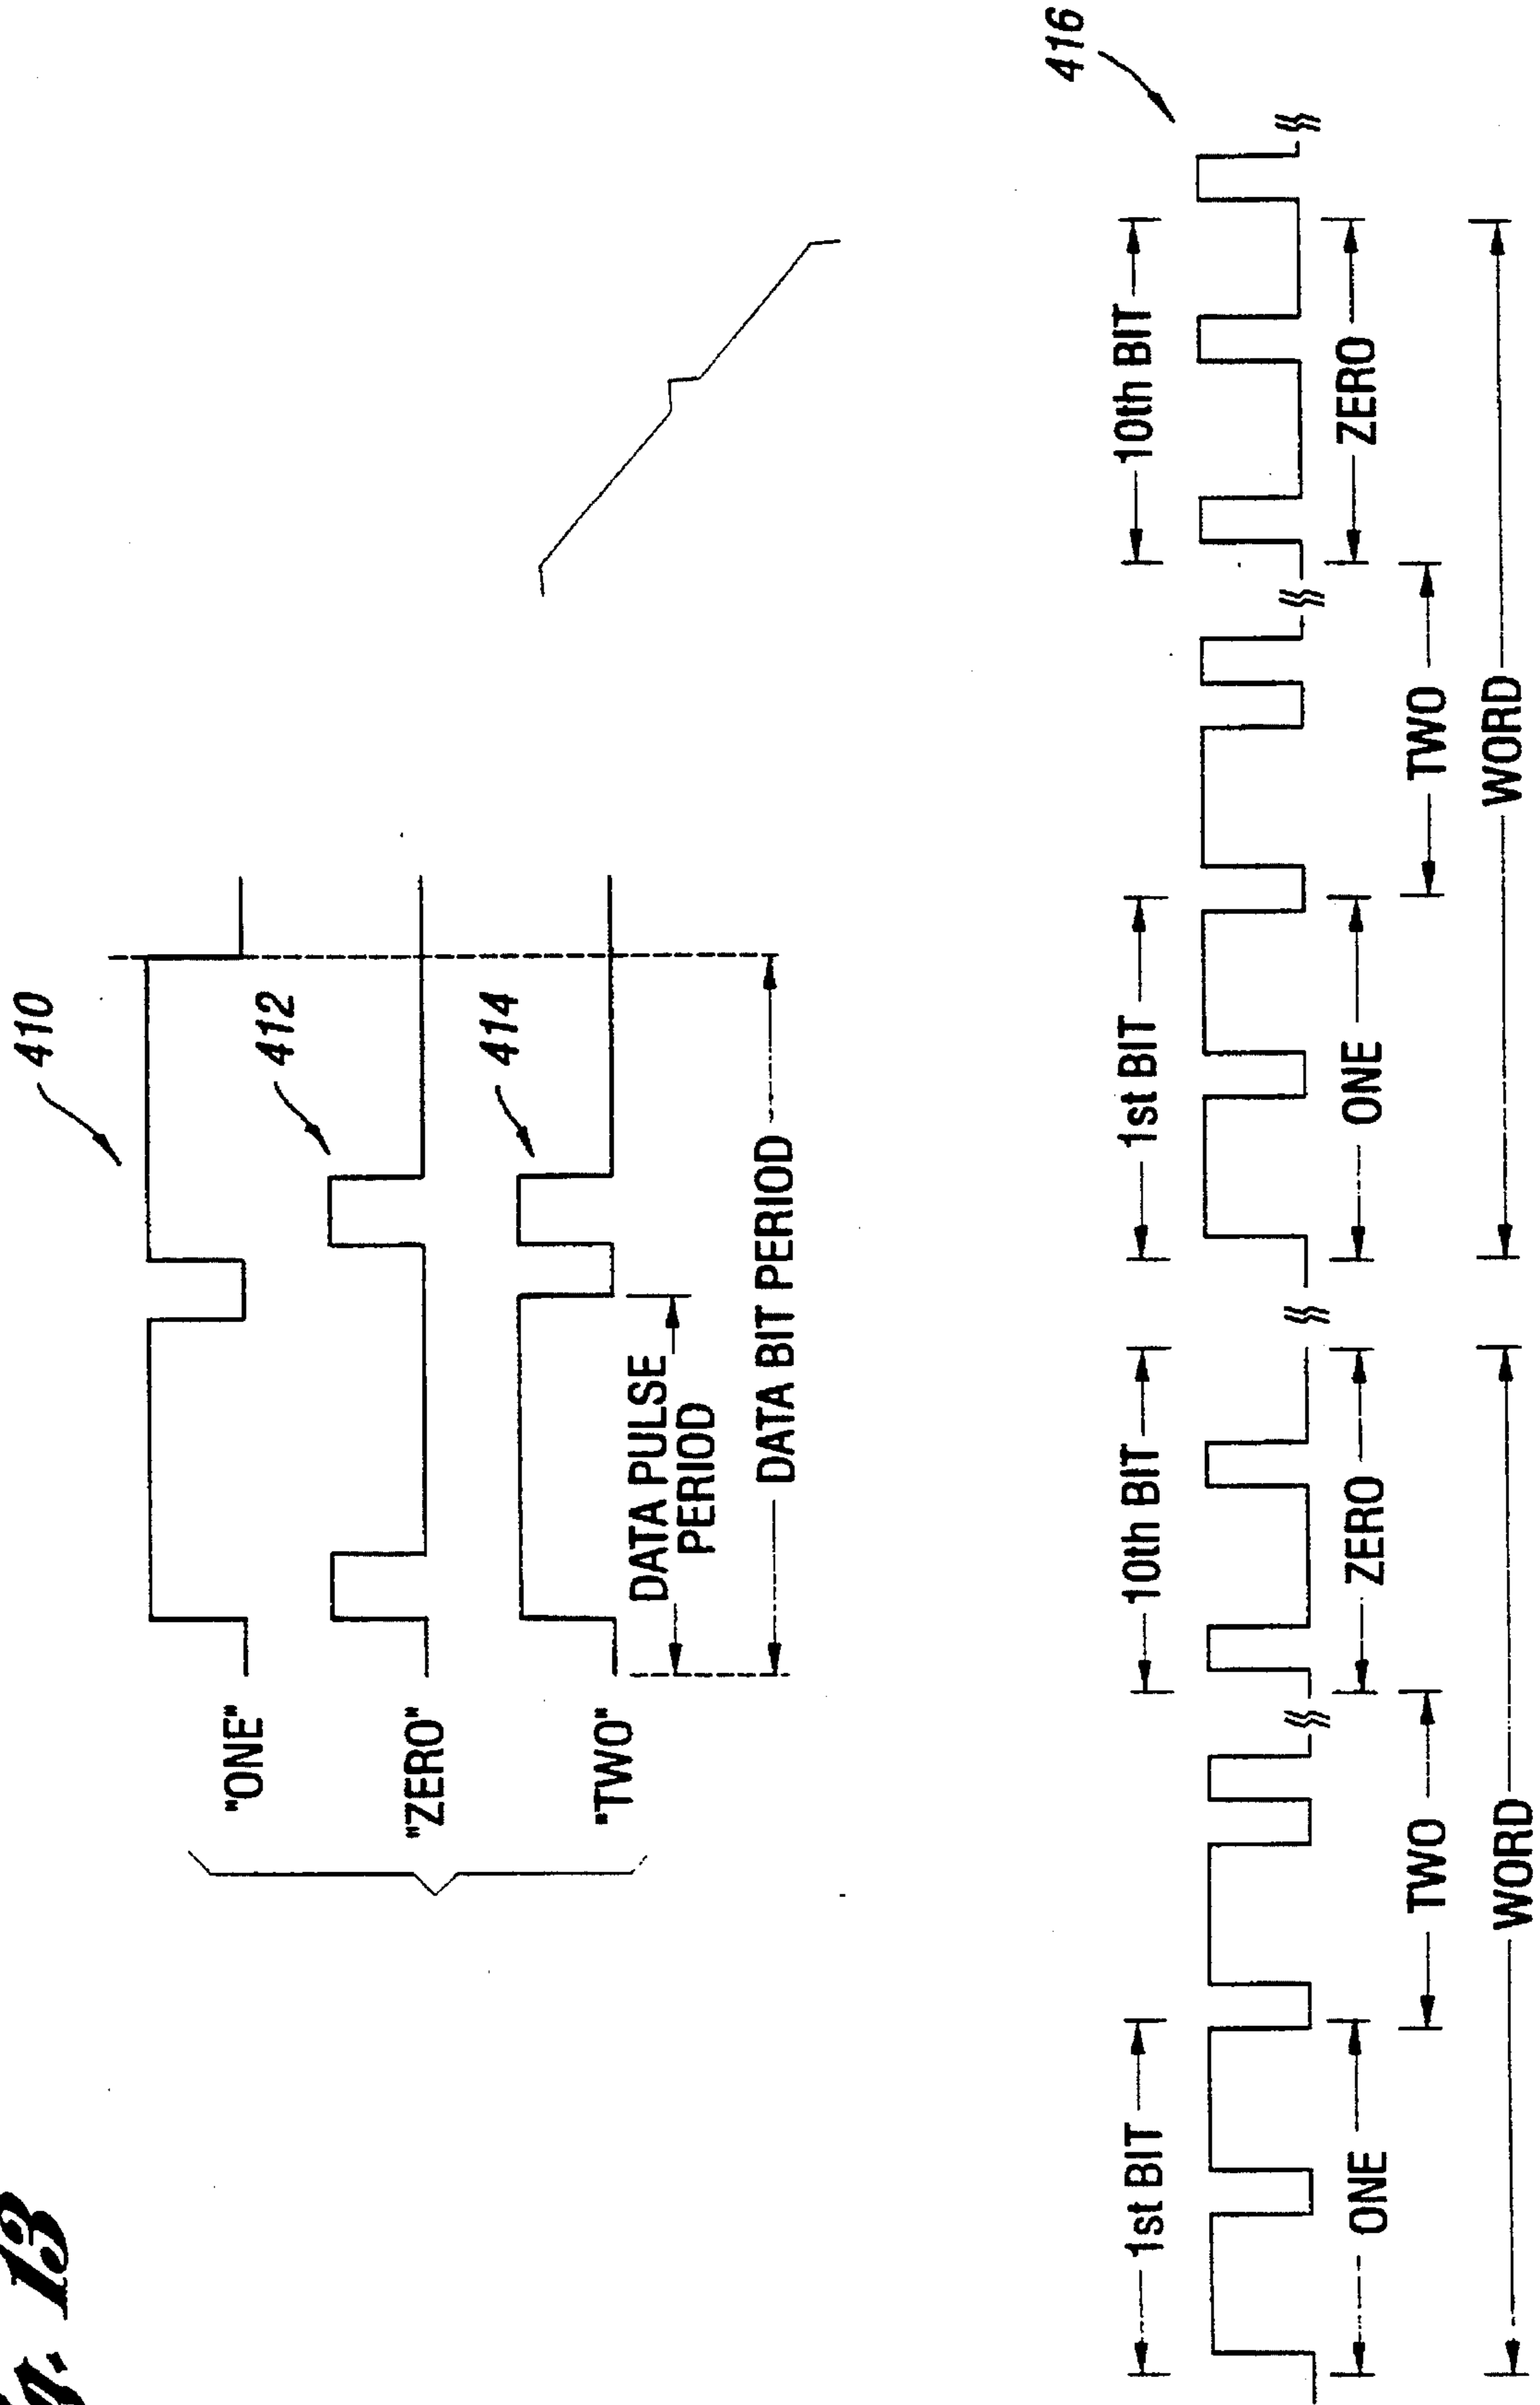 410
"ONE"
412
"ZERO"
414
"TWO"
DATA PULSE
PERIOD
DATA BIT PERIOD
416
1st BIT
10th BIT
1st BIT
10th BIT
ONE
ZERO
ONE
ZERO
TWO
TWO
WORD
WORD
13